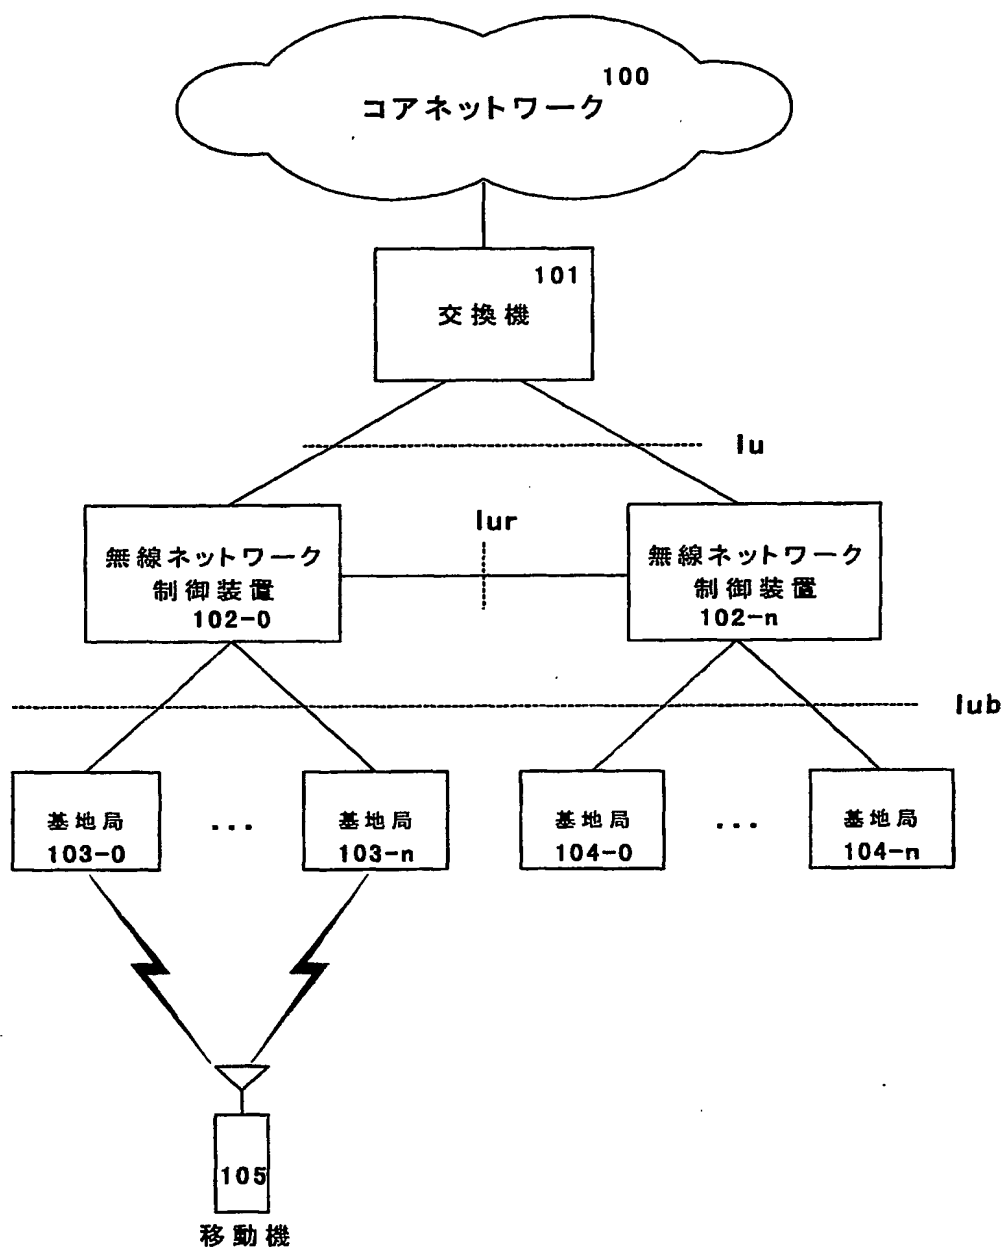 100
コアネットワーク
101
交換機
Iu
Iur
無線ネットワーク
制御装置
102-0
無線ネットワーク
制御装置
102-n
Iub
基地局
103-0
...
基地局
103-n
基地局
104-0
...
基地局
104-n
105
移動機